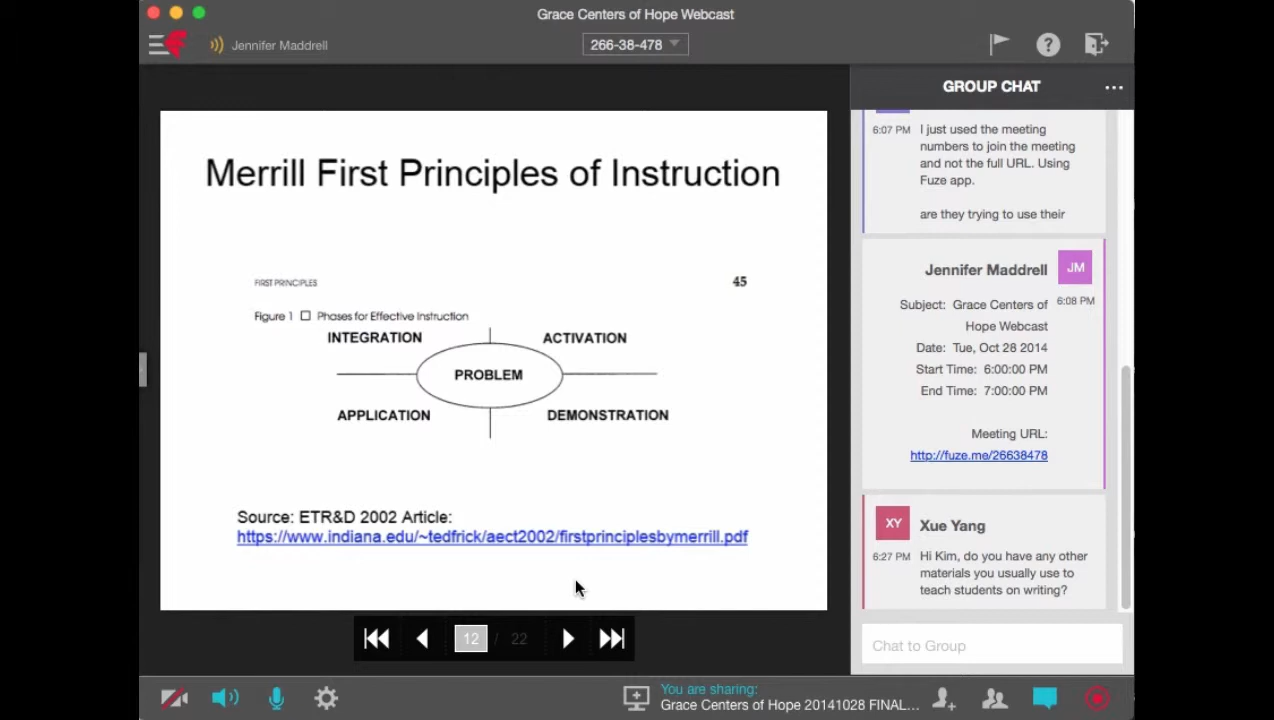 Grace Centers of Hope Webcast
Jennifer Maddrell
266-38-478
?
GROUP CHAT
Merrill First Principles of Instruction
FIRST PRINCIPLES
45
Figure 1 □ Phases for Effective Instruction
INTEGRATION
ACTIVATION
PROBLEM
APPLICATION
DEMONSTRATION
Source: ETR&D 2002 Article:
https://www.indiana.edu/~tedfrick/aect2002/firstprinciplesbymerrill.pdf
12 / 22
6:07 PM
I just used the meeting
numbers to join the meeting
and not the full URL. Using
Fuze app.
are they trying to use their
Jennifer Maddrell
JM
6:08 PM
Subject: Grace Centers of
Hope Webcast
Date: Tue, Oct 28 2014
Start Time: 6:00:00 PM
End Time: 7:00:00 PM
Meeting URL:
http://fuze.me/26638478
XY
Xue Yang
6:27 PM
Hi Kim, do you have any other
materials you usually use to
teach students on writing?
Chat to Group
You are sharing:
Grace Centers of Hope 20141028 FINAL...